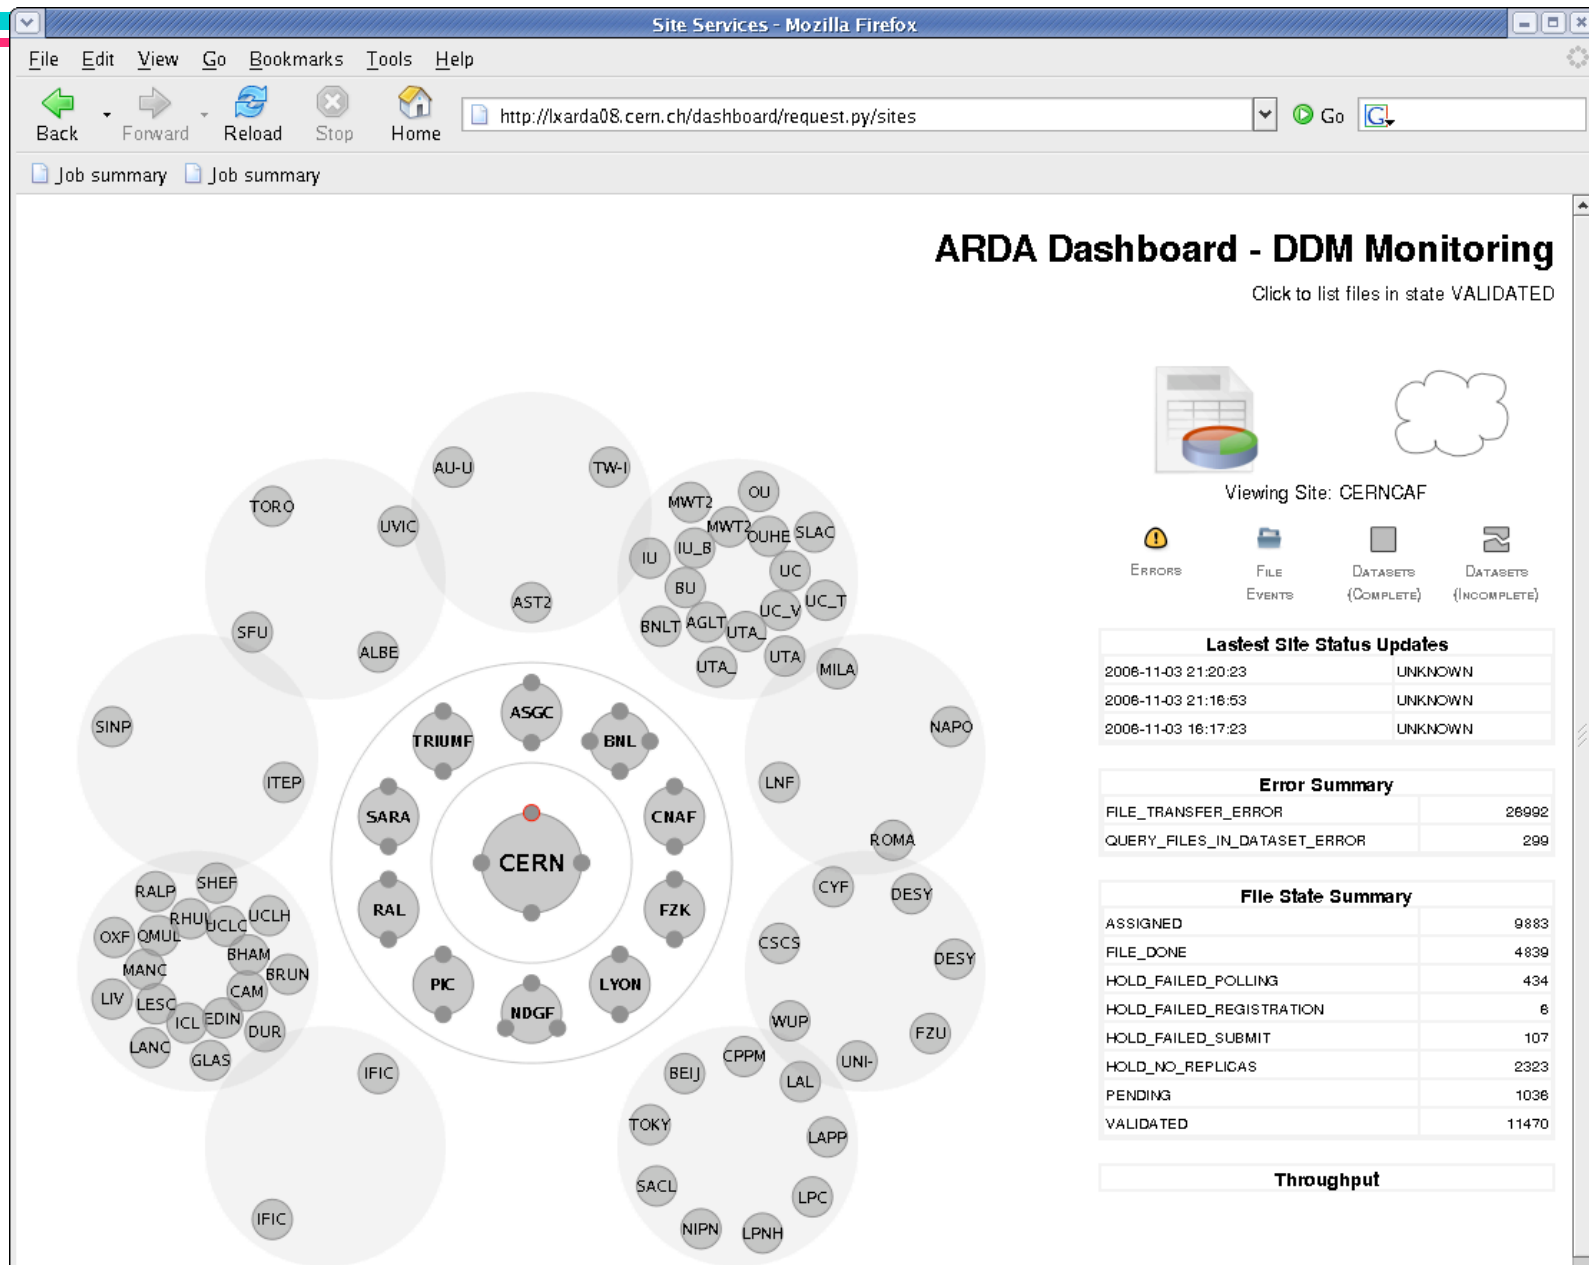 Site Services - Mozilla Firefox
File Edit View Go Bookmarks Tools Help
Back Forward Reload Stop Home http://lxarda08.cern.ch/dashboard/request.py/sites Go G
Job summary Job summary
ARDA Dashboard - DDM Monitoring
Click to list files in state VALIDATED
Viewing Site: CERNCAF
ERRORS FILE EVENTS DATASETS (COMPLETE) DATASETS (INCOMPLETE)
Lastest Site Status Updates
2006-11-03 21:20:23 UNKNOWN
2006-11-03 21:16:53 UNKNOWN
2006-11-03 16:17:23 UNKNOWN
Error Summary
FILE_TRANSFER_ERROR 26992
QUERY_FILES_IN_DATASET_ERROR 299
File State Summary
ASSIGNED 9883
FILE_DONE 4839
HOLD_FAILED_POLLING 434
HOLD_FAILED_REGISTRATION 6
HOLD_FAILED_SUBMIT 107
HOLD_NO_REPLICAS 2323
PENDING 1036
VALIDATED 11470
Throughput
AU-U
TW-I
AST2
TORO
UVIC
SFU
ALBE
MWT2
OU
MWT2
OUHE
SLAC
IU
IU_B
UC
BU
UC_T
UC_V
BNLT
AGLT
UTA_
UTA_
UTA
MILA
NAPO
LNF
ROMA
SINP
ITEP
ASGC
TRIUMF
BNL
SARA
CNAF
CERN
RAL
FZK
PIC
LYON
NDGF
CYF
DESY
CSCS
DESY
WUP
FZU
UNI-
RALP
SHEF
RHUL
UCLC
UCLH
OXF
QMUL
BHAM
MANC
BRUN
CAM
LIV
LESC
ICL
EDIN
DUR
LANC
GLAS
IFIC
IFIC
BEIJ
CPPM
LAL
TOKY
LAPP
SACL
LPC
NIPN
LPNH